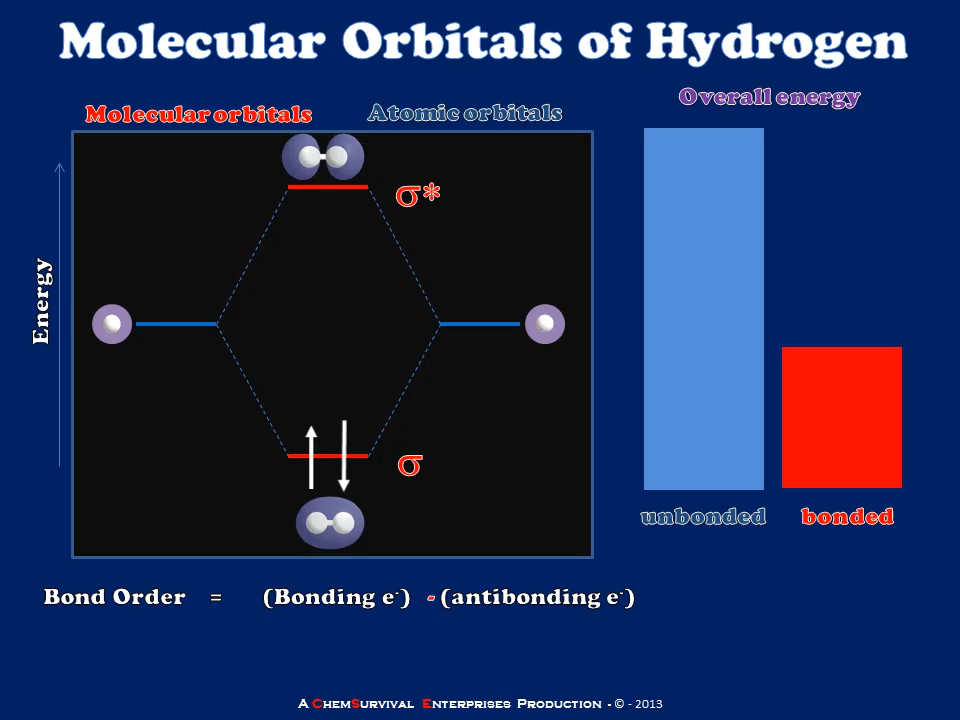 Molecular Orbitals of Hydrogen
Overall energy
Molecular orbitals
Atomic orbitals
σ*
Energy
σ
unbonded
bonded
Bond Order = (Bonding e-) - (antibonding e-)
A ChemSurvival Enterprises Production - © - 2013